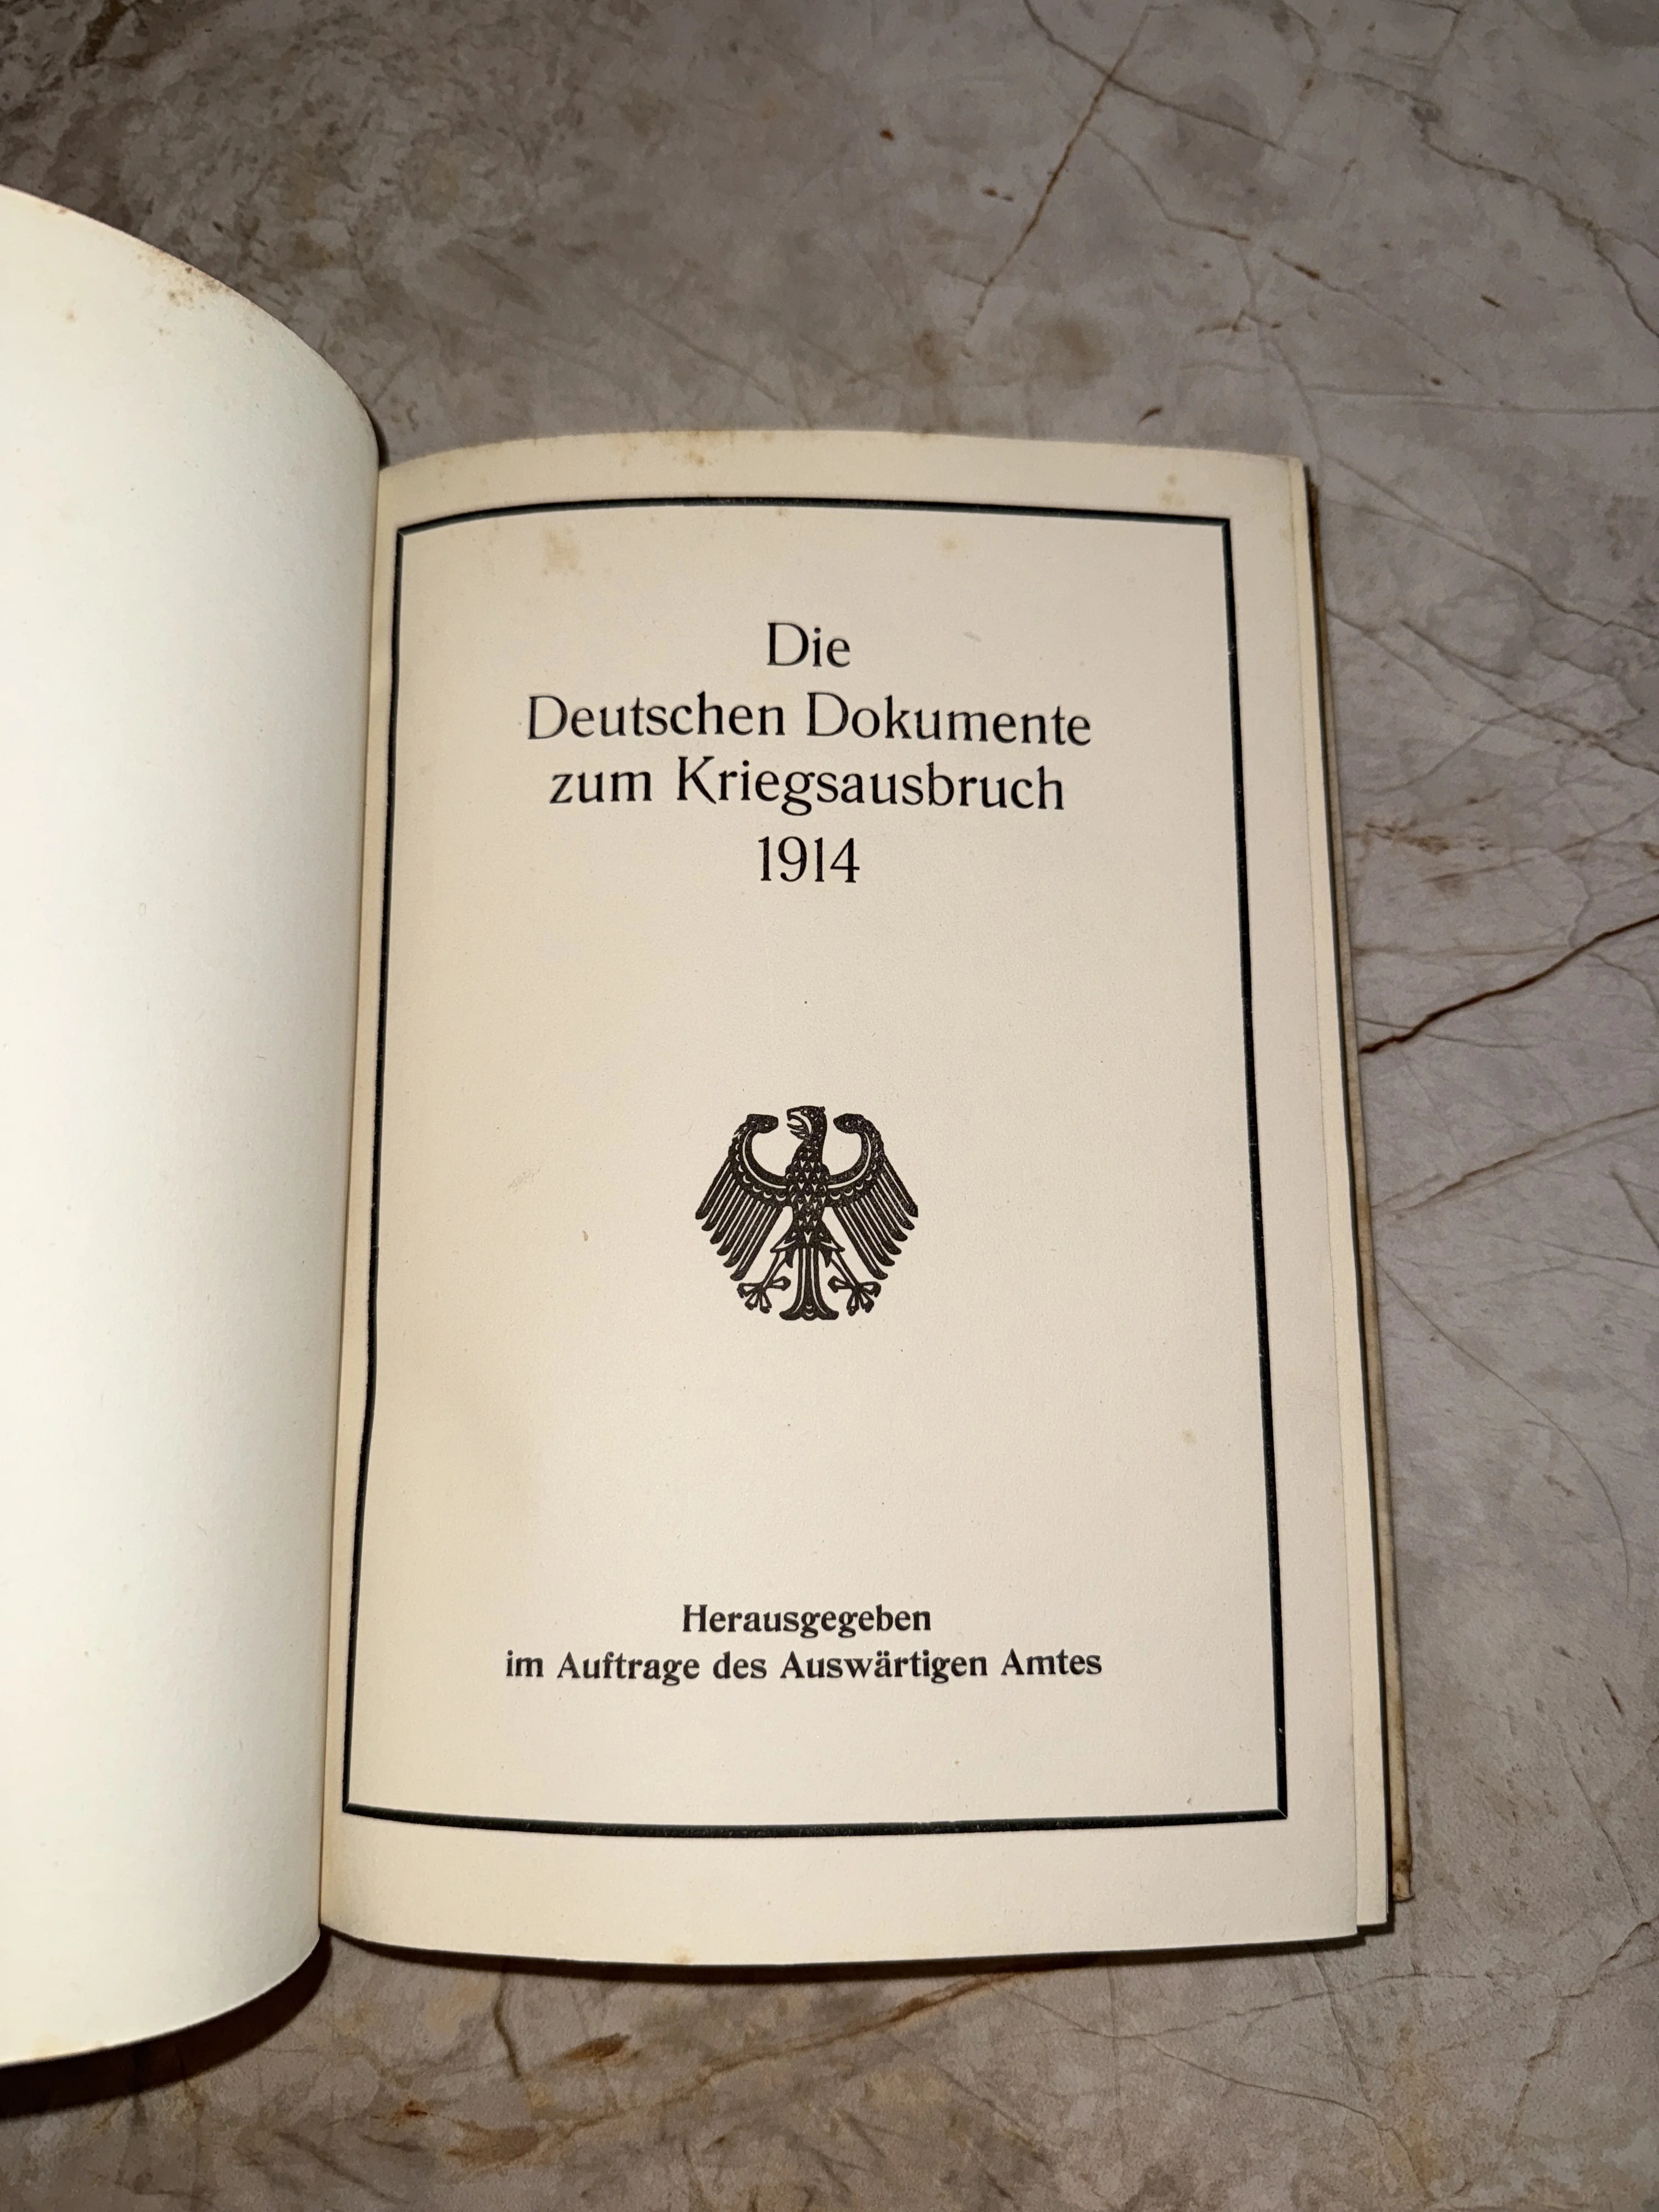 Die
Deutschen Dokumente
zum Kriegsausbruch
1914
Herausgegeben
im Auftrage des Auswärtigen Amtes